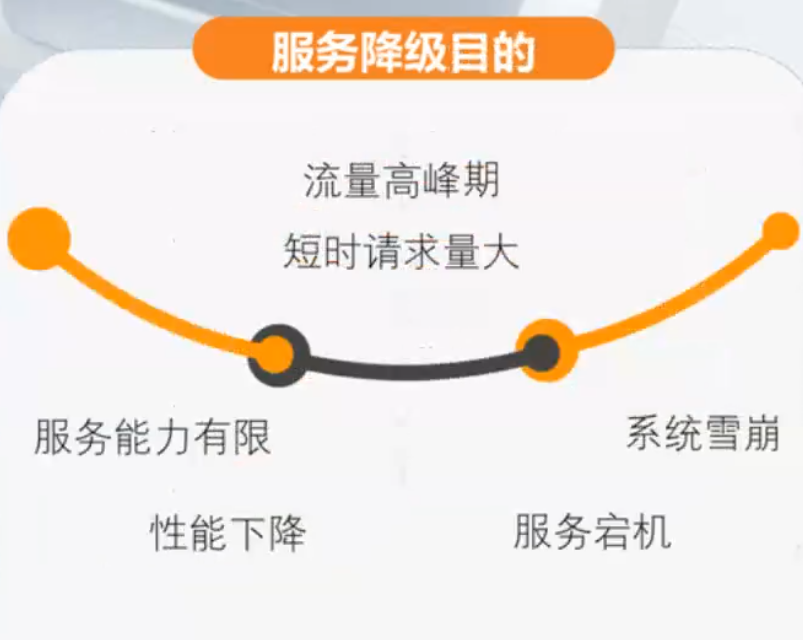 服务降级目的
流量高峰期
短时请求量大
服务能力有限
系统雪崩
性能下降
服务宕机